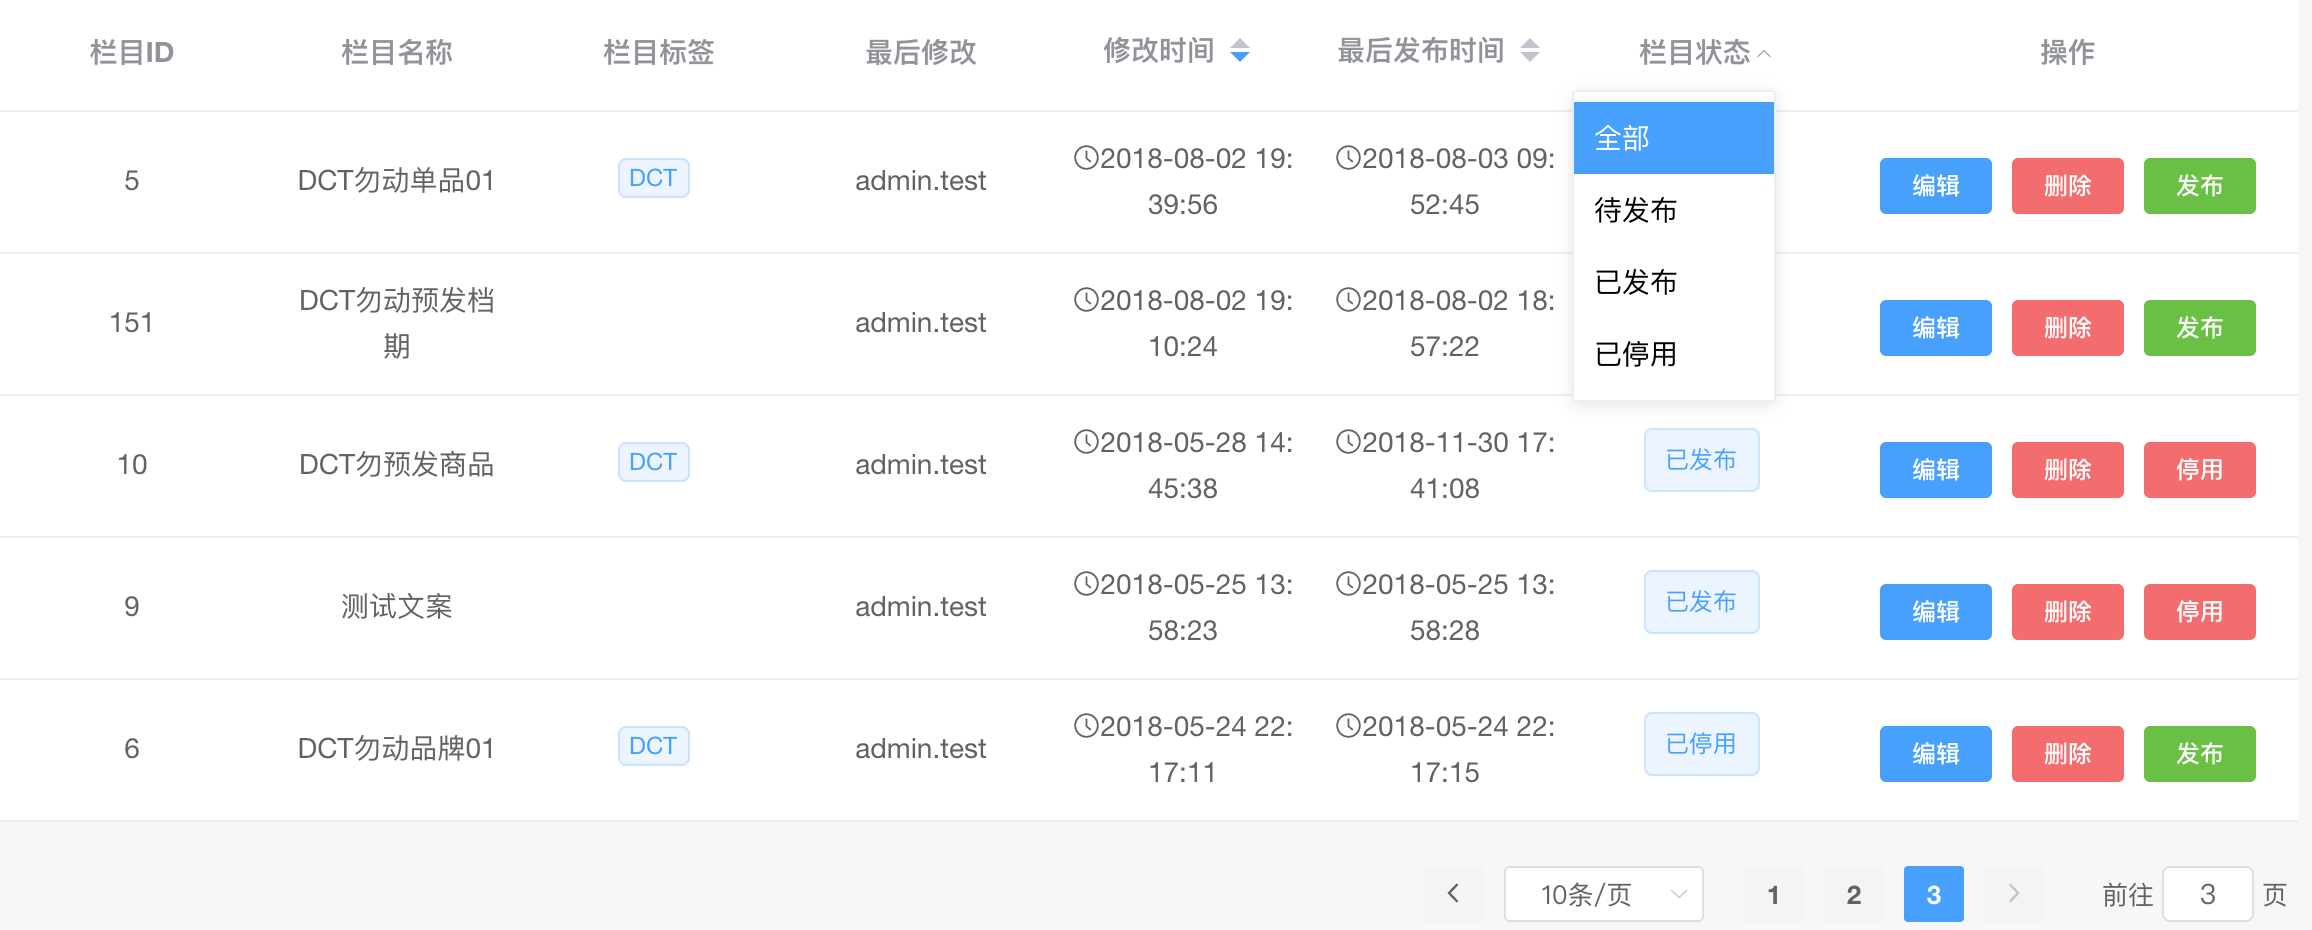 栏目ID 栏目名称 栏目标签 最后修改 修改时间 最后发布时间 栏目状态 操作
全部
待发布
已发布
已停用
5 DCT勿动单品01 DCT admin.test 2018-08-02 19: 2018-08-03 09: 编辑 删除 发布
39:56 52:45
151 DCT勿动预发档 admin.test 2018-08-02 19: 2018-08-02 18: 编辑 删除 发布
期 10:24 57:22
10 DCT勿预发商品 DCT admin.test 2018-05-28 14: 2018-11-30 17: 已发布 编辑 删除 停用
45:38 41:08
9 测试文案 admin.test 2018-05-25 13: 2018-05-25 13: 已发布 编辑 删除 停用
58:23 58:28
6 DCT勿动品牌01 DCT admin.test 2018-05-24 22: 2018-05-24 22: 已停用 编辑 删除 发布
17:11 17:15
10条/页 1 2 3 前往 3 页